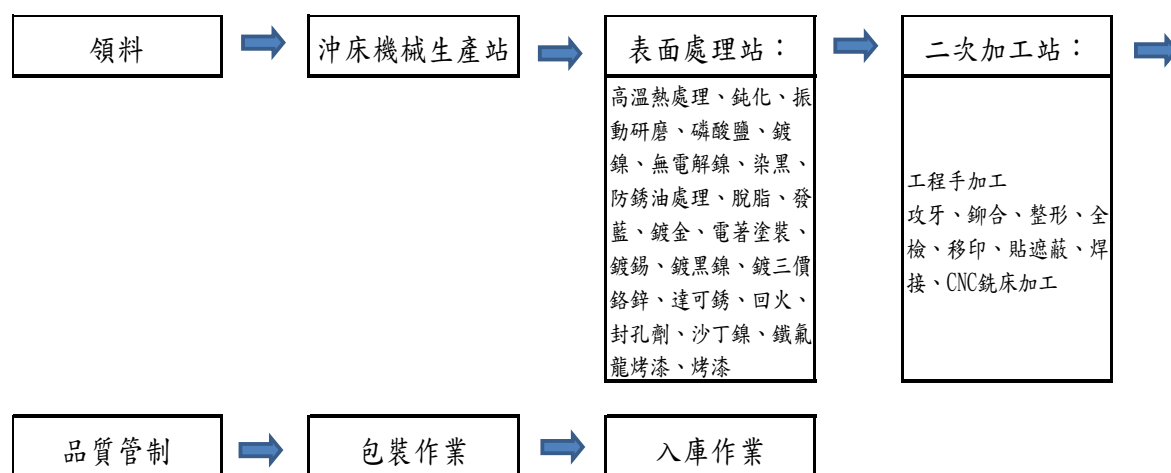 領料
沖床機械生產站
表面處理站：
二次加工站：
高溫熱處理、鈍化、振
動研磨、磷酸鹽、鍍
鎳、無電解鎳、染黑、
防銹油處理、脫脂、發
藍、鍍金、電著塗裝、
鍍錫、鍍黑鎳、鍍三價
鉻鋅、達可銹、回火、
封孔劑、沙丁鎳、鐵氟
龍烤漆、烤漆
工程手加工
攻牙、鉚合、整形、全
檢、移印、貼遮蔽、焊
接、CNC銑床加工
品質管制
包裝作業
入庫作業